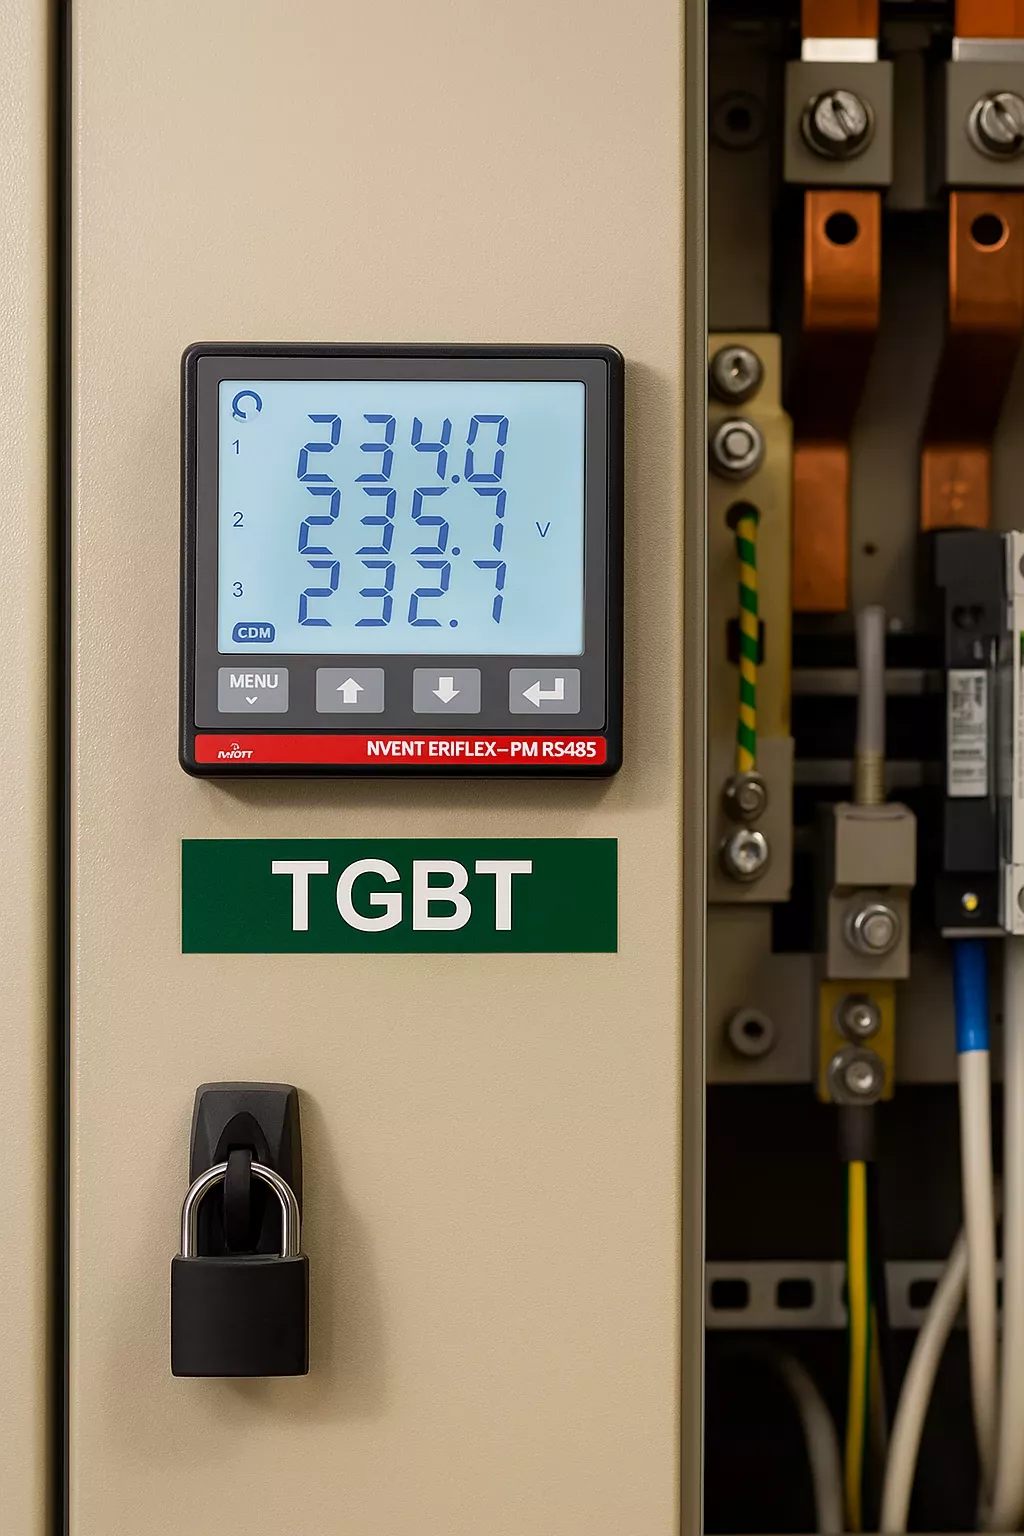 1 234.0
2 235.7 V
3 232.7
CDM
MENU
NVENT ERIFLEX–PM RS485
TGBT